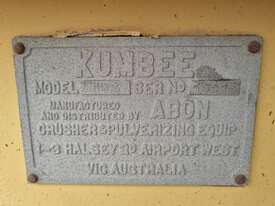 KUMBEE
MODEL SER NO
MANUFACTURED
AND DISTRIBUTED BY ABON
CRUSHER & PULVERIZING EQUIP
1-3 HALSEY RD AIRPORT WEST
VIC AUSTRALIA